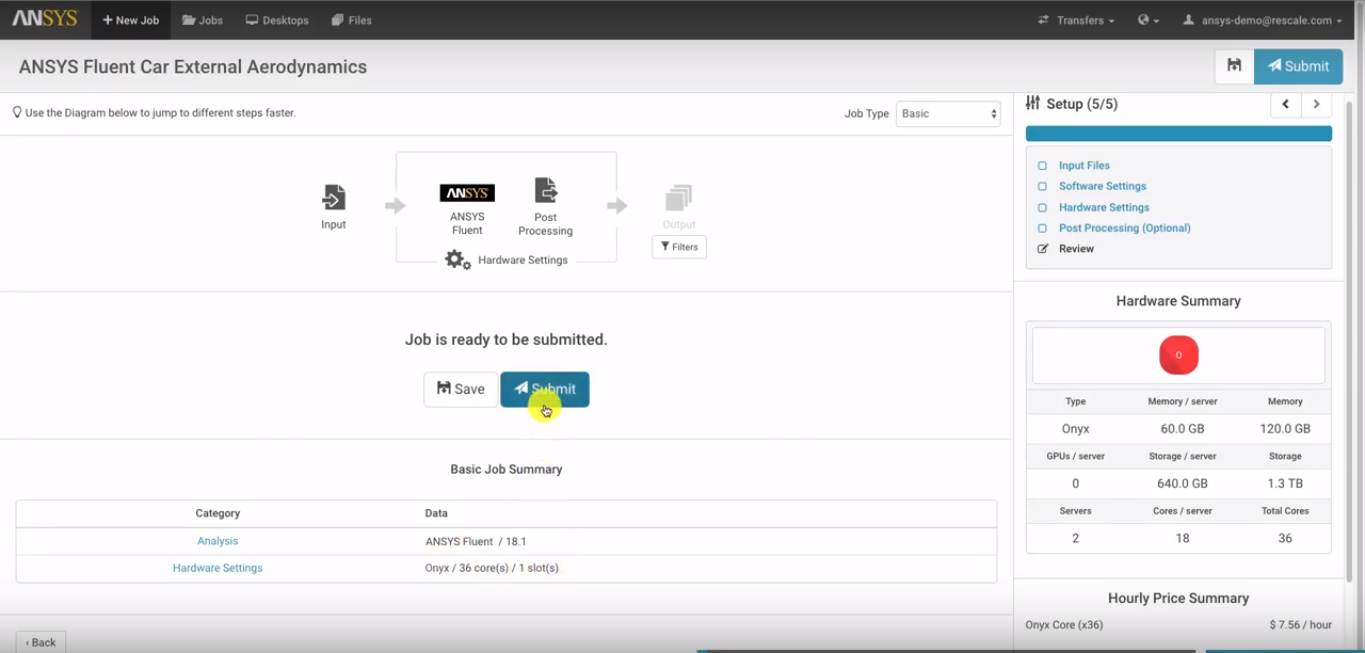 ANSYS + New Job Jobs Desktops Files Transfers ansys-demo@rescale.com
ANSYS Fluent Car External Aerodynamics
Submit
Use the Diagram below to jump to different steps faster.
Job Type Basic
Input
ANSYS
ANSYS
Fluent
Post
Processing
Hardware Settings
Output
Filters
Job is ready to be submitted.
Save Submit
Basic Job Summary
Category Data
Analysis ANSYS Fluent / 18.1
Hardware Settings Onyx / 36 core(s) / 1 slot(s)
‹ Back
Setup (5/5)
Input Files
Software Settings
Hardware Settings
Post Processing (Optional)
Review
Hardware Summary
0
Type Memory / server Memory
Onyx 60.0 GB 120.0 GB
GPUs / server Storage / server Storage
0 640.0 GB 1.3 TB
Servers Cores / server Total Cores
2 18 36
Hourly Price Summary
Onyx Core (x36) $ 7.56 / hour